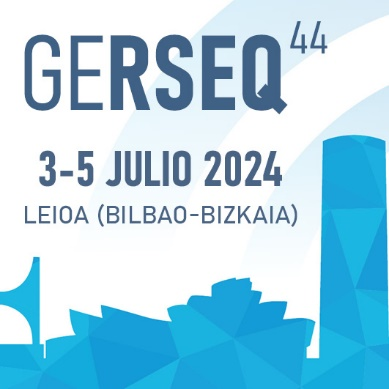 GERSEQ44
3-5 JULIO 2024
LEIOA (BILBAO-BIZKAIA)